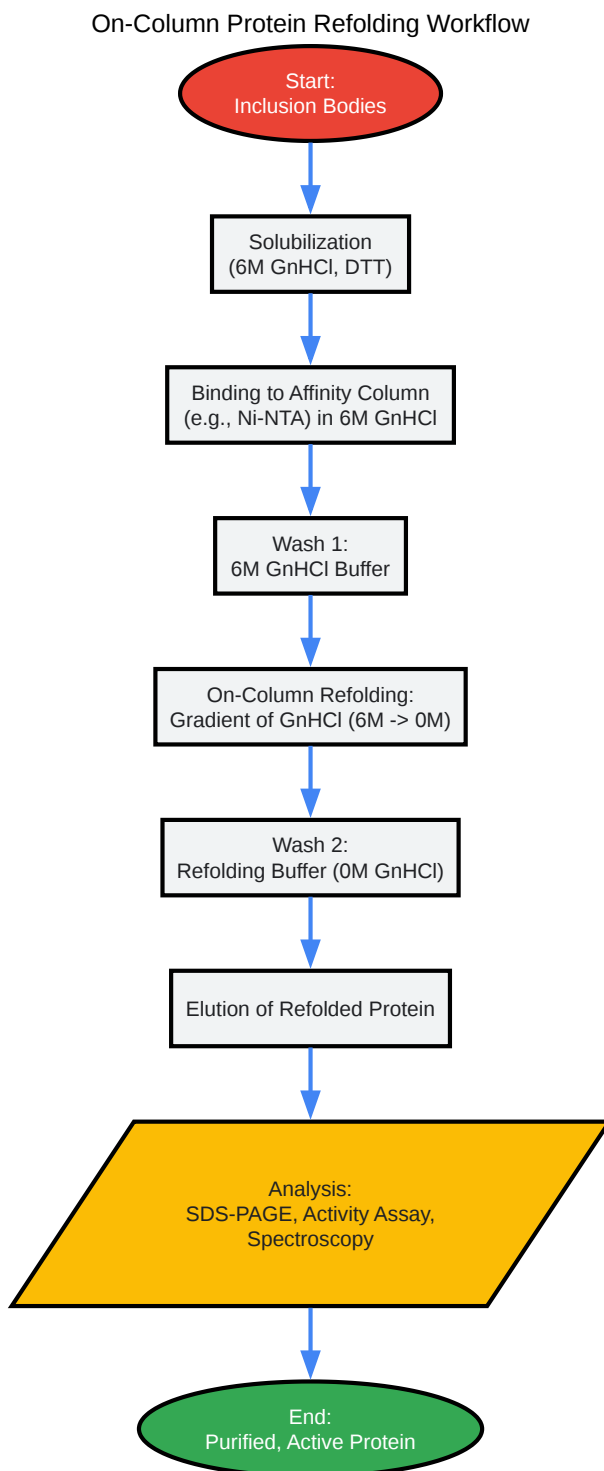 On-Column Protein Refolding Workflow
Start:
Inclusion Bodies
Solubilization
(6M GnHCl, DTT)
Binding to Affinity Column
(e.g., Ni-NTA) in 6M GnHCl
Wash 1:
6M GnHCl Buffer
On-Column Refolding:
Gradient of GnHCl (6M -> 0M)
Wash 2:
Refolding Buffer (0M GnHCl)
Elution of Refolded Protein
Analysis:
SDS-PAGE, Activity Assay,
Spectroscopy
End:
Purified, Active Protein